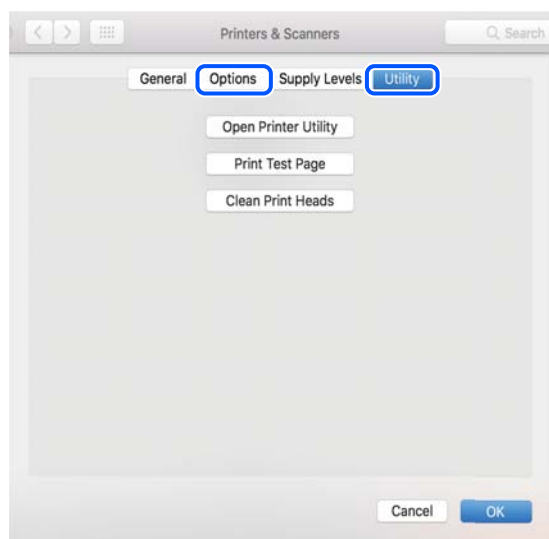 Printers & Scanners Search
General Options Supply Levels Utility
Open Printer Utility
Print Test Page
Clean Print Heads
Cancel OK